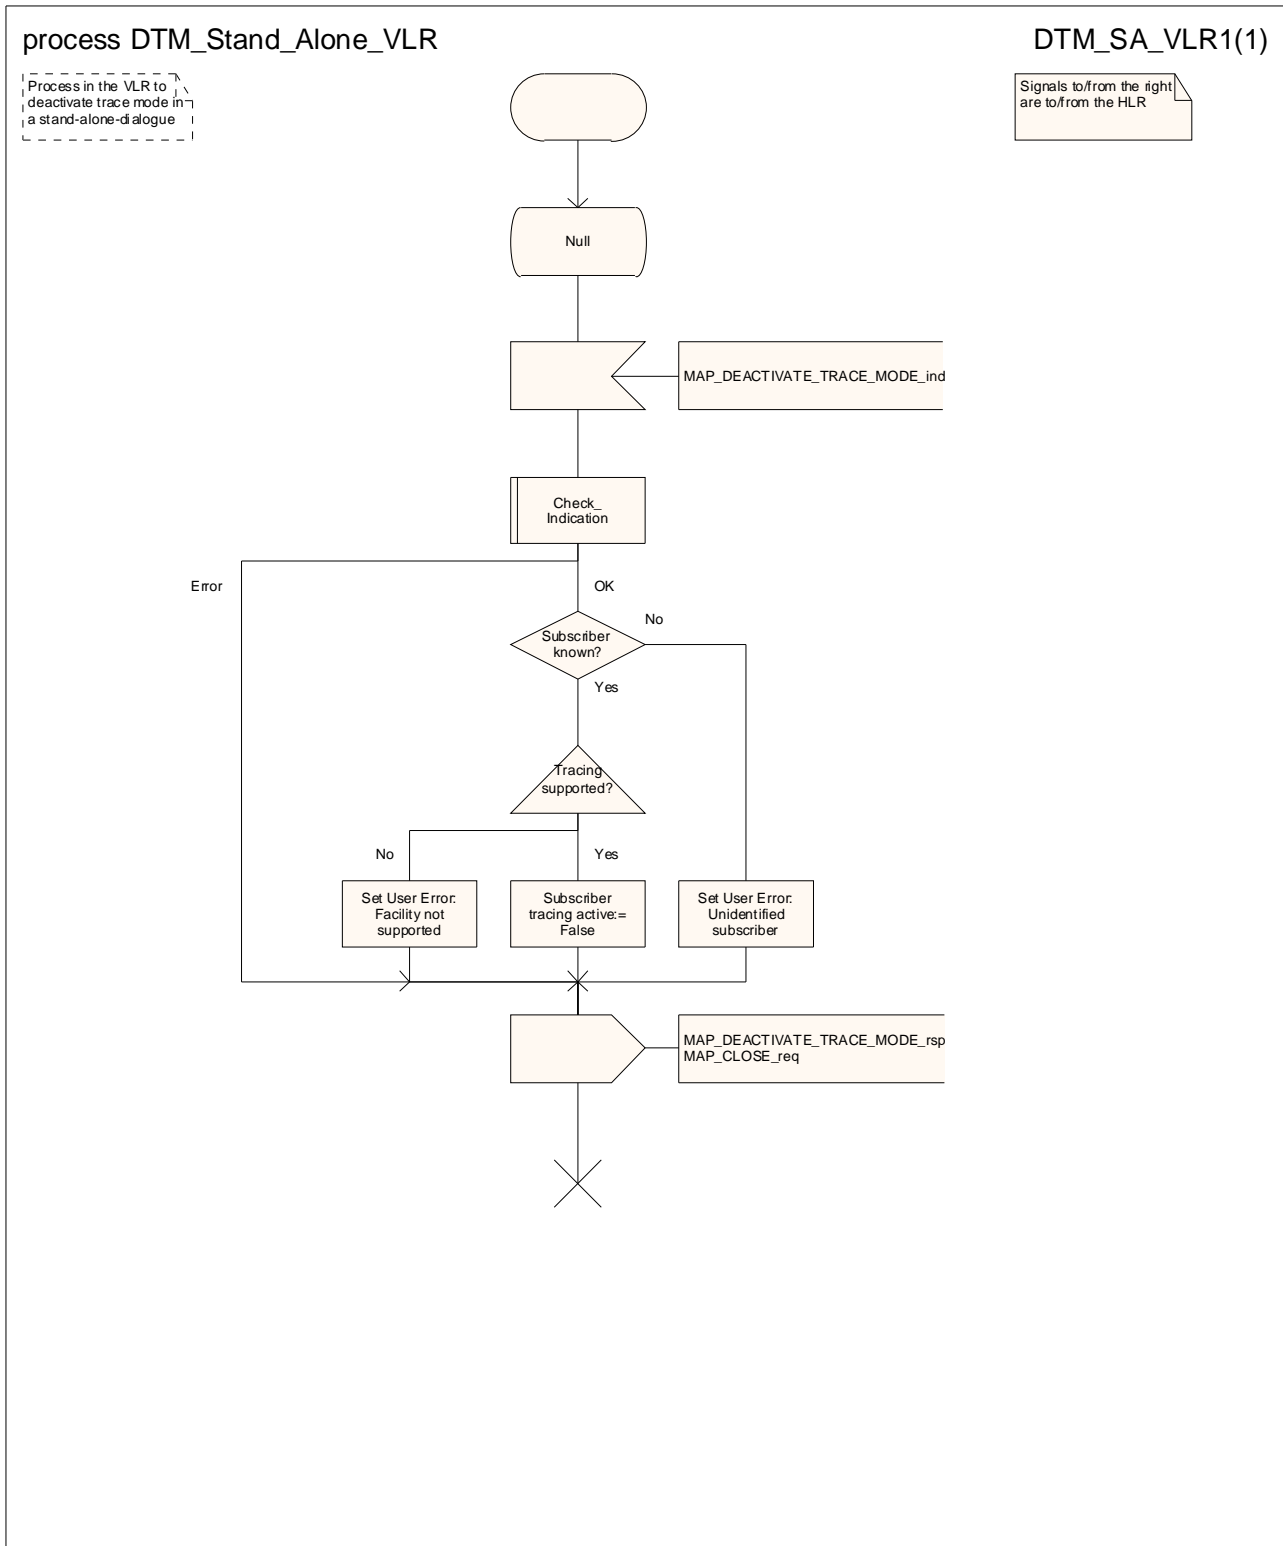 process DTM_Stand_Alone_VLR
DTM_SA_VLR1(1)
Process in the VLR to
deactivate trace mode in
a stand-alone-dialogue
Signals to/from the right
are to/from the HLR
Null
MAP_DEACTIVATE_TRACE_MODE_ind
Check_
Indication
Error
OK
No
Subscriber
known?
Yes
Tracing
supported?
No
Yes
Set User Error:
Facility not
supported
Subscriber
tracing active:=
False
Set User Error:
Unidentified
subscriber
MAP_DEACTIVATE_TRACE_MODE_rsp
MAP_CLOSE_req